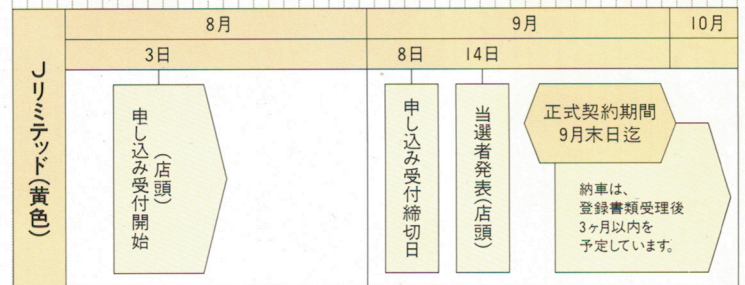 8月
9月
10月
3日
8日
14日
Jリミテッド(黄色)
申し込み受付開始
(店頭)
申し込み受付締切日
当選者発表(店頭)
正式契約期間
9月末日迄
納車は、
登録書類受理後
3ヶ月以内を
予定しています。